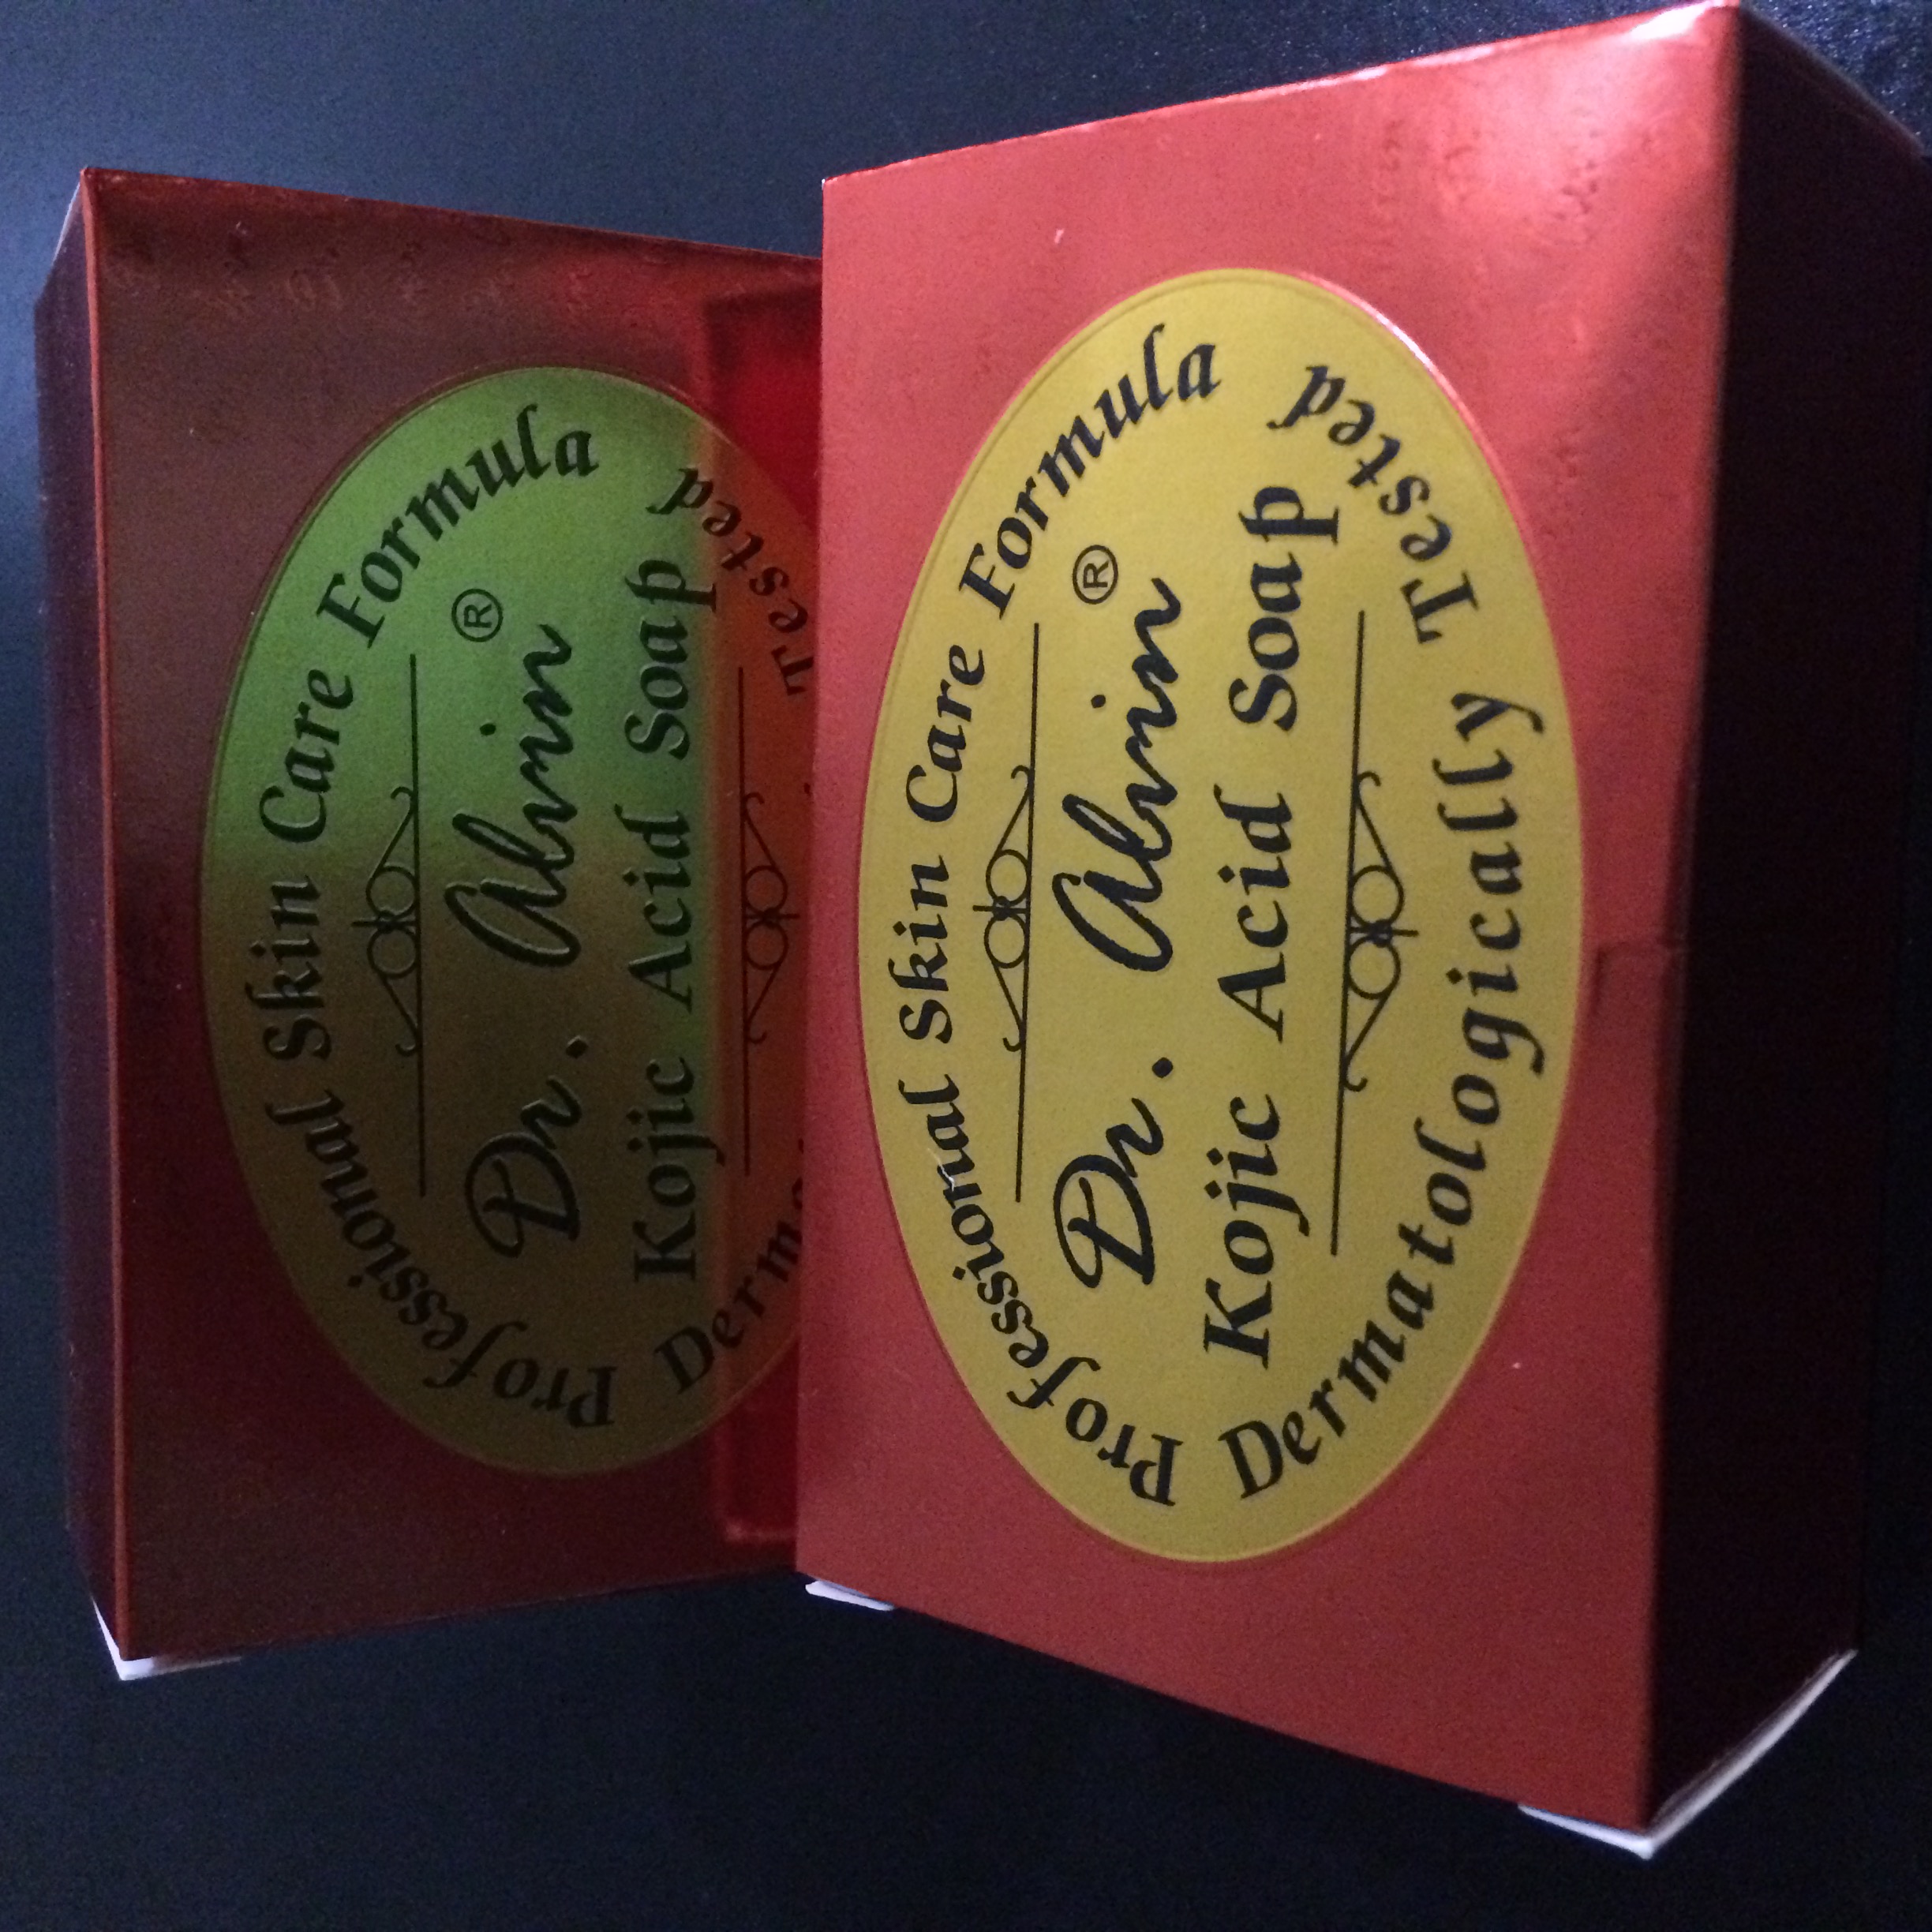 Professional Skin Care Formula
Dr. Alvin ®
Kojic Acid Soap
Dermatologically Tested
Professional Skin Care Formula
Dr. Alvin ®
Kojic Acid Soap
Derma Tested